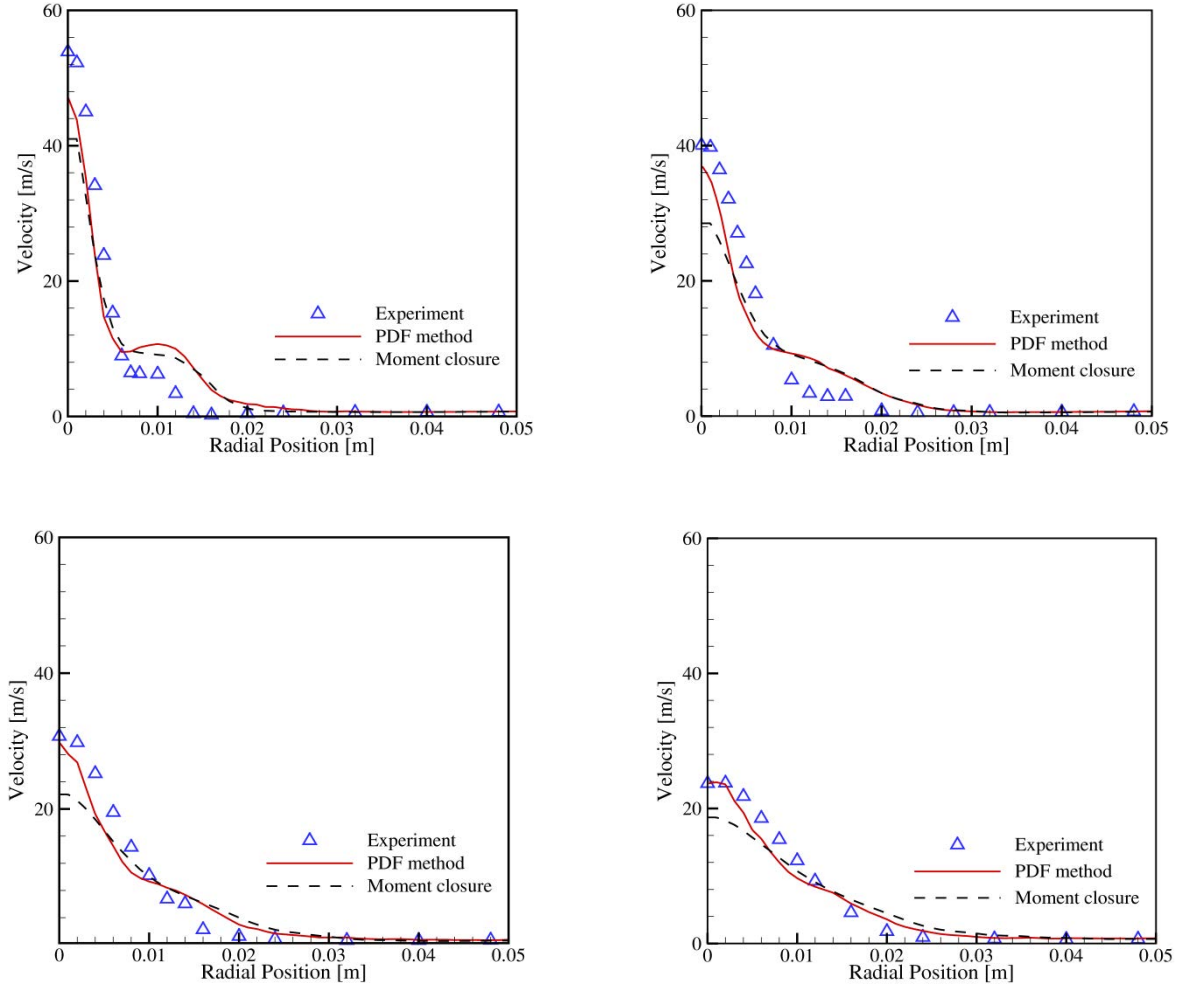 60
40
20
0
Velocity [m/s]
Experiment
PDF method
Moment closure
0 0.01 0.02 0.03 0.04 0.05
Radial Position [m]
60
40
20
0
Velocity [m/s]
Experiment
PDF method
Moment closure
0 0.01 0.02 0.03 0.04 0.05
Radial Position [m]
60
40
20
0
Velocity [m/s]
Experiment
PDF method
Moment closure
0 0.01 0.02 0.03 0.04 0.05
Radial Position [m]
60
40
20
0
Velocity [m/s]
Experiment
PDF method
Moment closure
0 0.01 0.02 0.03 0.04 0.05
Radial Position [m]